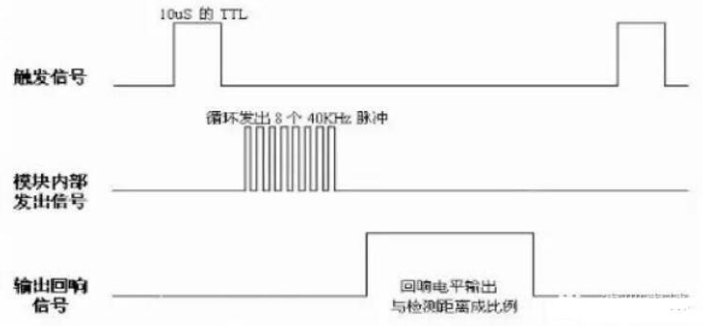 10uS 的 TTL
触发信号
循环发出 8 个 40KHz 脉冲
模块内部
发出信号
输出回响
信号
回响电平输出
与检测距离成比例